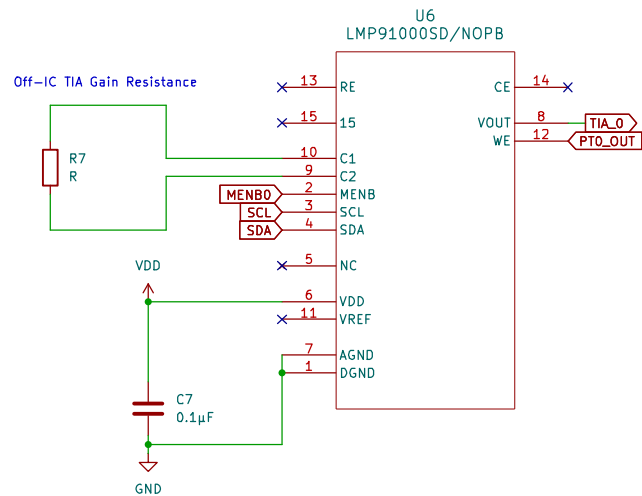 U6
LMP91000SD/NOPB
Off-IC TIA Gain Resistance
13 RE
CE 14
15 15
VOUT 8 TIA_0
WE 12 PT0_OUT
10 C1
R7
R
9 C2
MENB0 2 MENB
SCL 3 SCL
SDA 4 SDA
5 NC
VDD
6 VDD
11 VREF
7 AGND
1 DGND
C7
0.1µF
GND